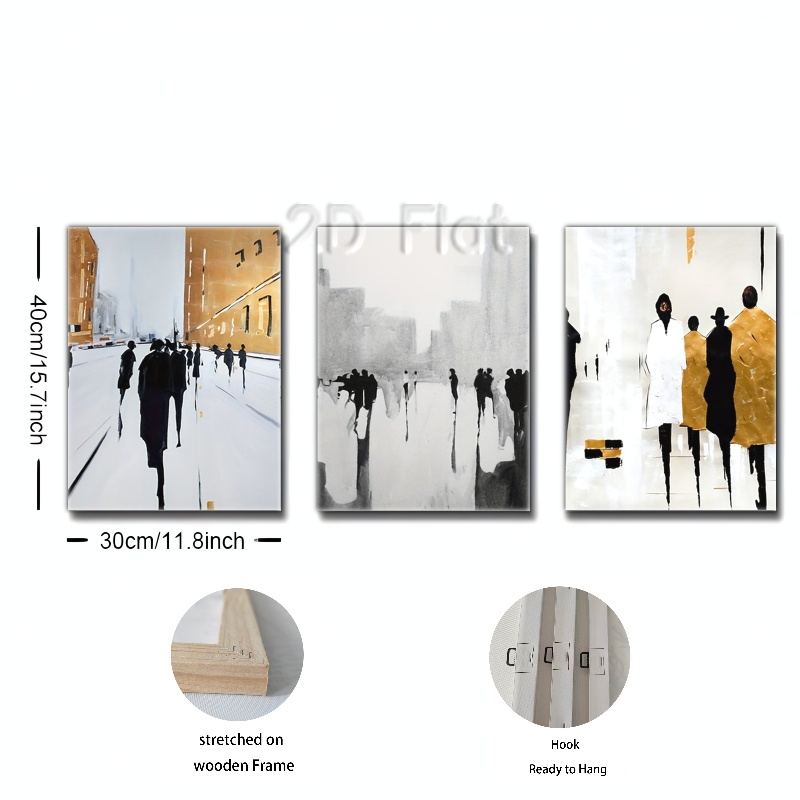 2D Flat
40cm/15.7inch
30cm/11.8inch
stretched on
wooden Frame
Hook
Ready to Hang